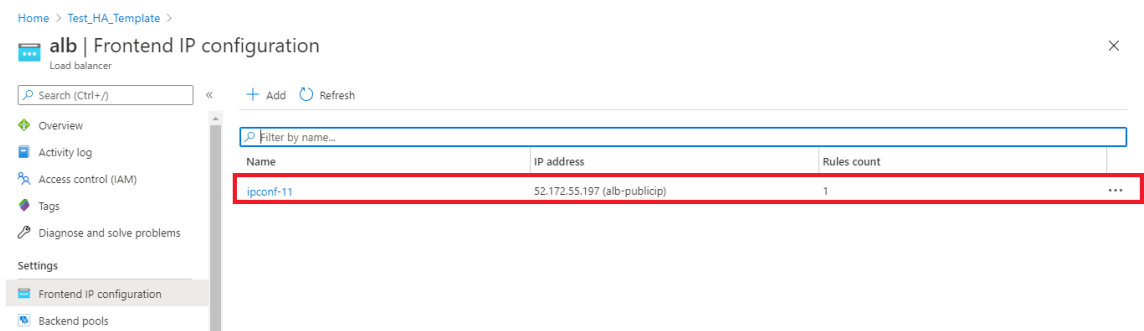 Home > Test_HA_Template >
alb | Frontend IP configuration
Load balancer
Search (Ctrl+/)
Add Refresh
Overview
Activity log
Access control (IAM)
Tags
Diagnose and solve problems
Settings
Frontend IP configuration
Backend pools
Filter by name...
Name IP address Rules count
ipconf-11 52.172.55.197 (alb-publicip) 1